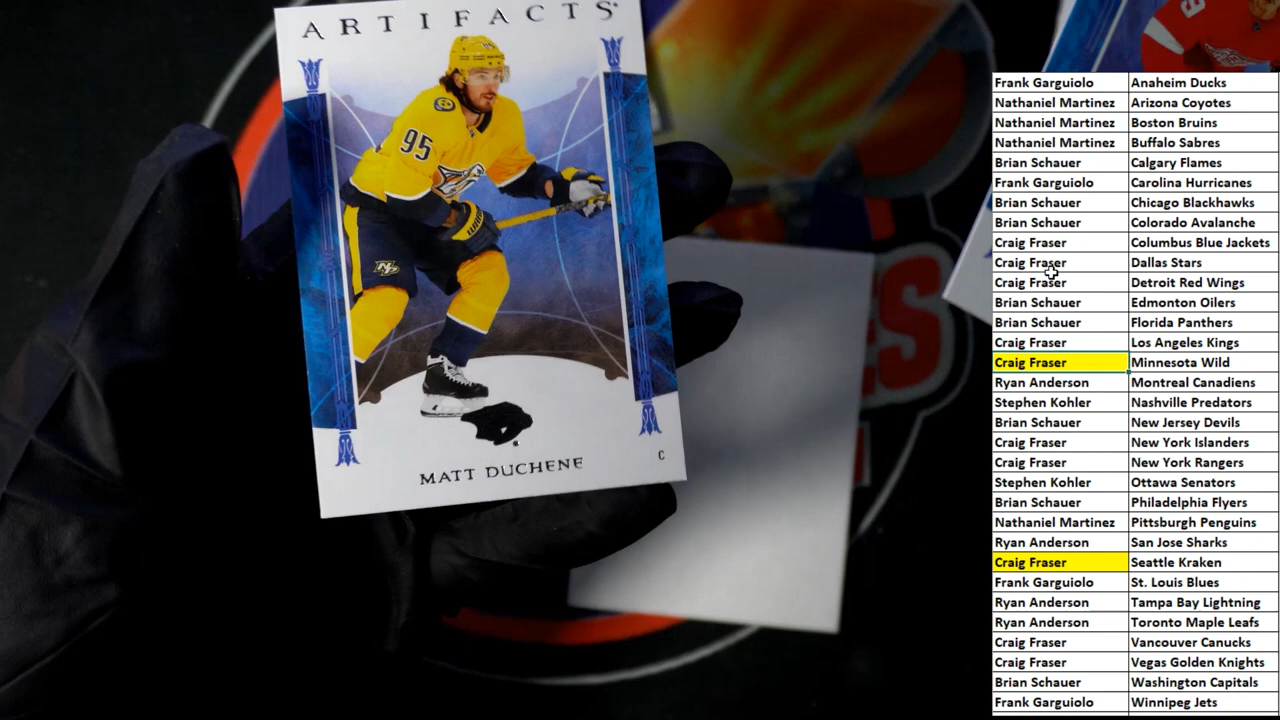 ARTIFACTS
95
MATT DUCHENE
C
Frank Garguiolo Anaheim Ducks
Nathaniel Martinez Arizona Coyotes
Nathaniel Martinez Boston Bruins
Nathaniel Martinez Buffalo Sabres
Brian Schauer Calgary Flames
Frank Garguiolo Carolina Hurricanes
Brian Schauer Chicago Blackhawks
Brian Schauer Colorado Avalanche
Craig Fraser Columbus Blue Jackets
Craig Fraser Dallas Stars
Craig Fraser Detroit Red Wings
Brian Schauer Edmonton Oilers
Brian Schauer Florida Panthers
Craig Fraser Los Angeles Kings
Craig Fraser Minnesota Wild
Ryan Anderson Montreal Canadiens
Stephen Kohler Nashville Predators
Brian Schauer New Jersey Devils
Craig Fraser New York Islanders
Craig Fraser New York Rangers
Stephen Kohler Ottawa Senators
Brian Schauer Philadelphia Flyers
Nathaniel Martinez Pittsburgh Penguins
Ryan Anderson San Jose Sharks
Craig Fraser Seattle Kraken
Frank Garguiolo St. Louis Blues
Ryan Anderson Tampa Bay Lightning
Ryan Anderson Toronto Maple Leafs
Craig Fraser Vancouver Canucks
Craig Fraser Vegas Golden Knights
Brian Schauer Washington Capitals
Frank Garguiolo Winnipeg Jets